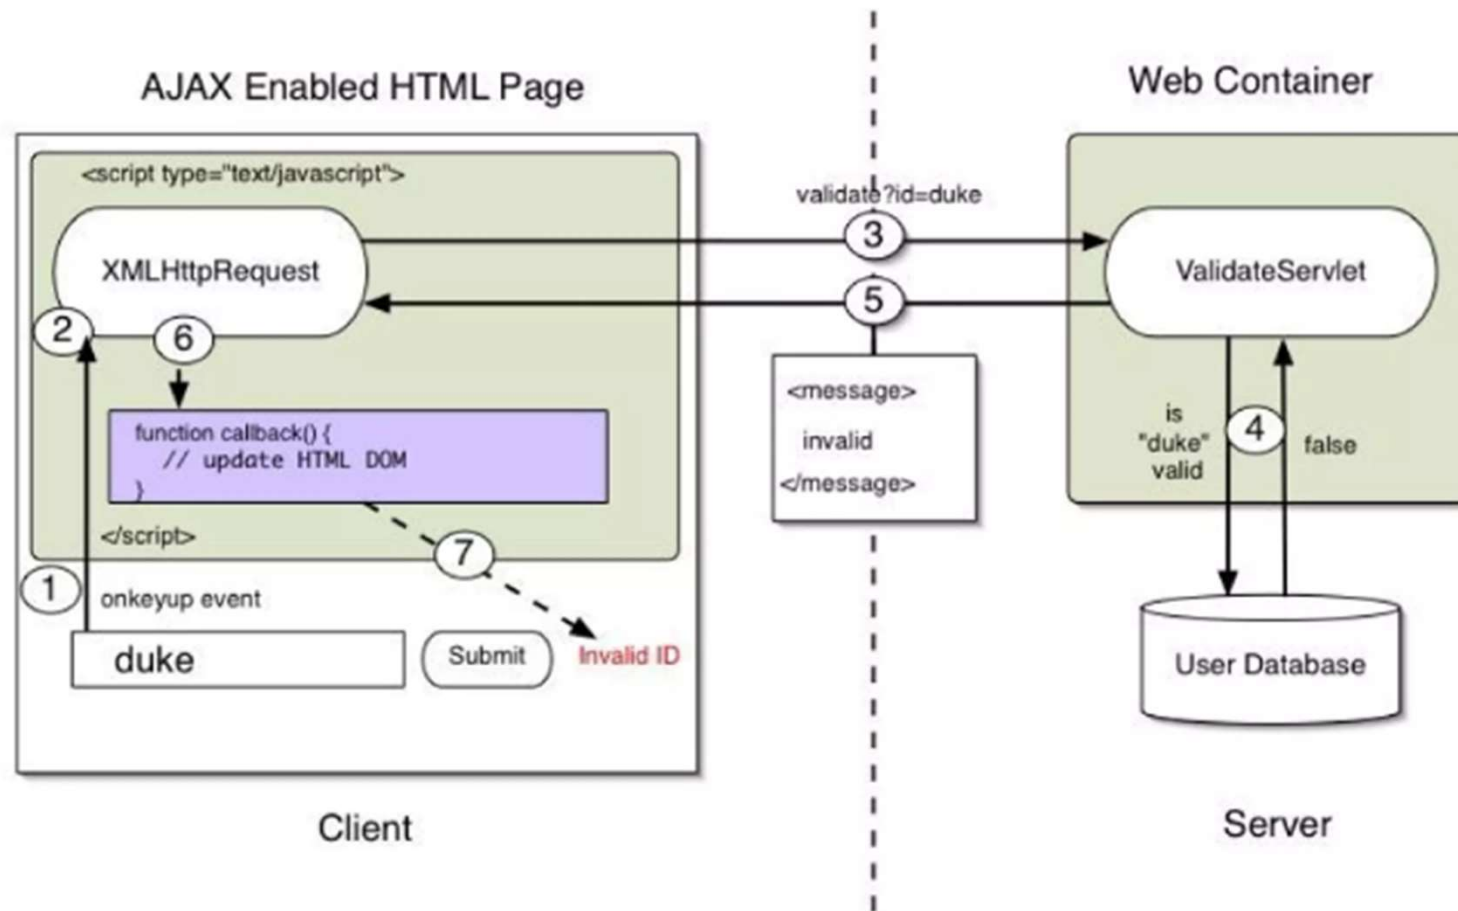 AJAX Enabled HTML Page
Web Container
<script type="text/javascript">
validate?id=duke
3
XMLHttpRequest
ValidateServlet
5
2
6
<message>
invalid
</message>
is
"duke"
valid
4
false
function callback() {
// update HTML DOM
}
</script>
7
1
onkeyup event
duke
Submit
Invalid ID
User Database
Client
Server